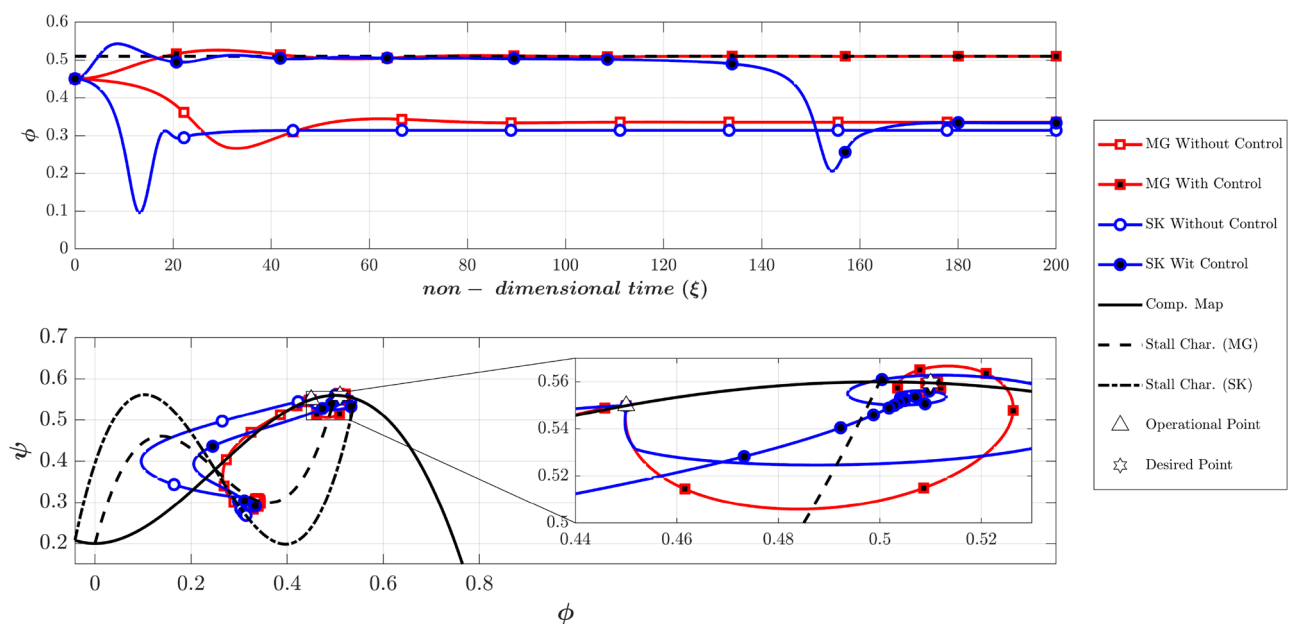 0.6
0.5
0.4
0.3
0.2
0.1
0
ϕ
0 20 40 60 80 100 120 140 160 180 200
non − dimensional time (ξ)
0.7
0.6
0.5
0.4
0.3
0.2
ψ
0 0.2 0.4 0.6 0.8
ϕ
0.56
0.54
0.52
0.5
0.44 0.46 0.48 0.5 0.52
MG Without Control
MG With Control
SK Without Control
SK Wit Control
Comp. Map
Stall Char. (MG)
Stall Char. (SK)
Operational Point
Desired Point